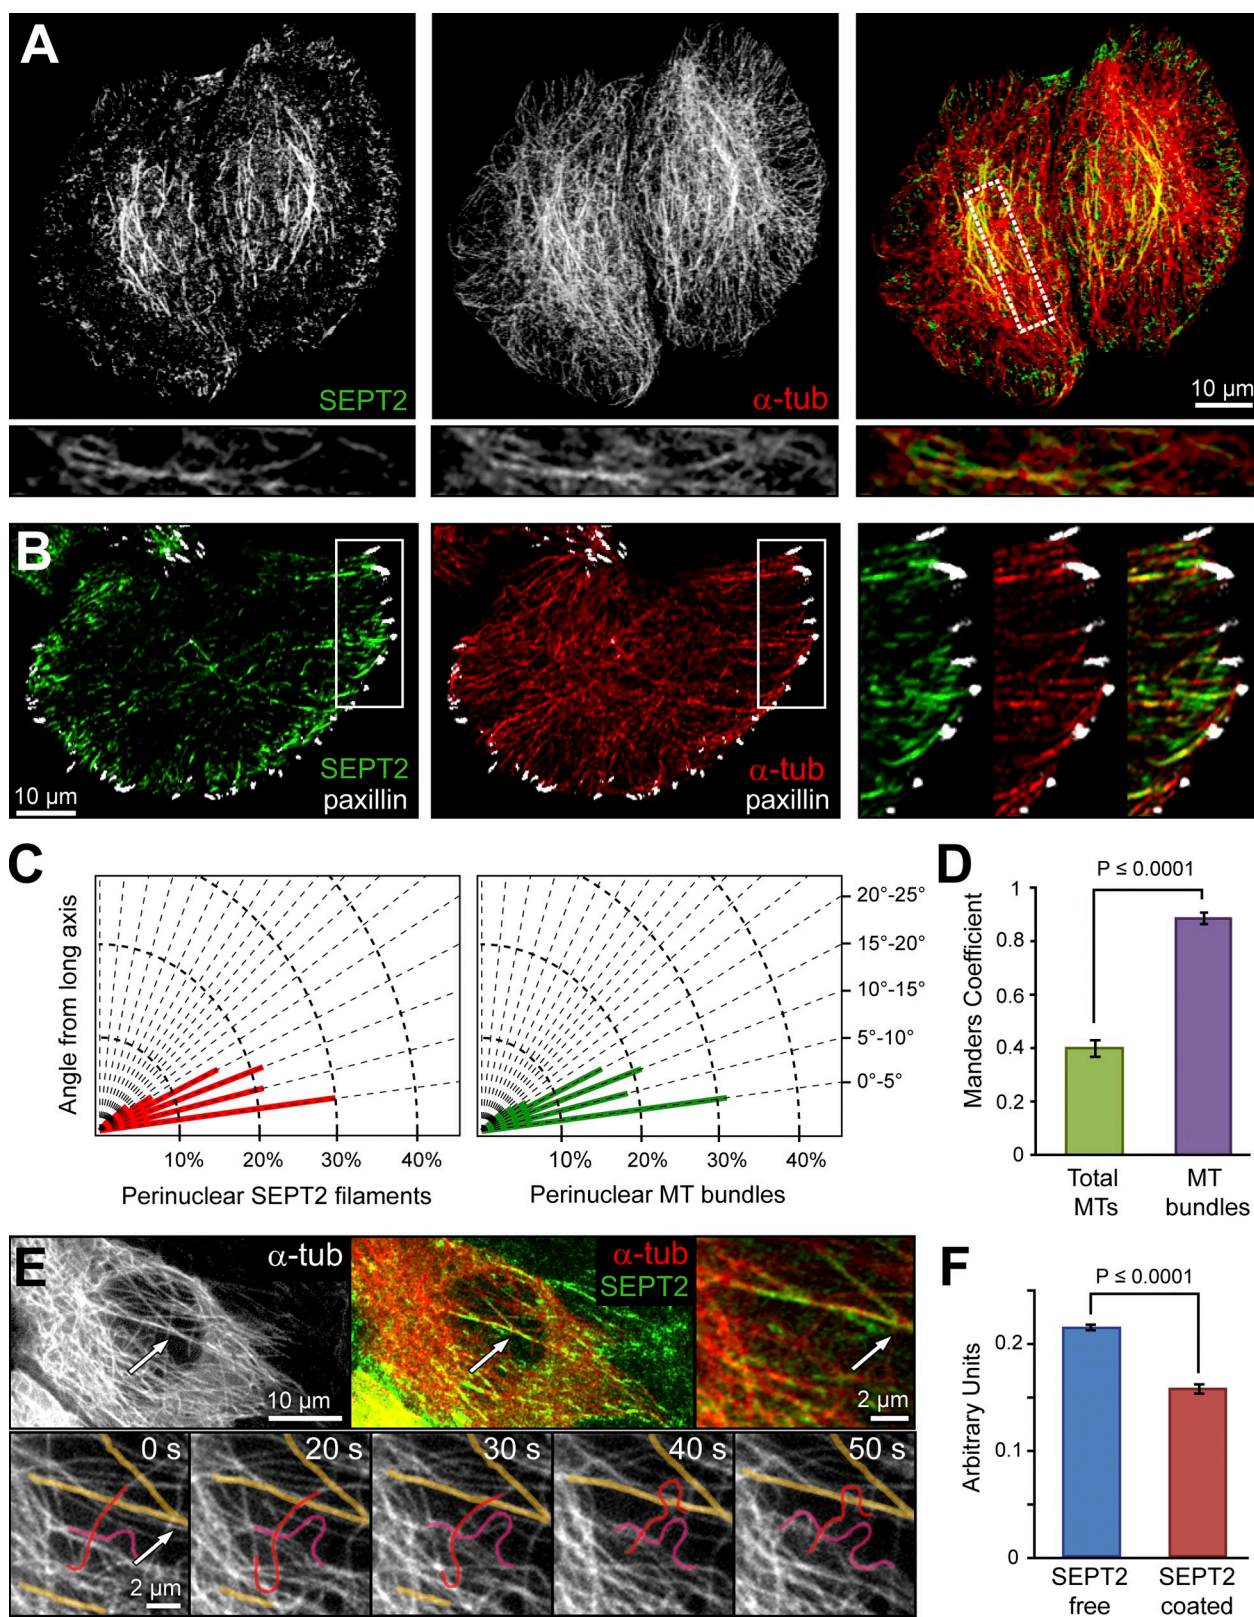 A
SEPT2
α-tub
10 µm
B
SEPT2
paxillin
10 µm
α-tub
paxillin
C
Angle from long axis
10%
20%
30%
40%
Perinuclear SEPT2 filaments
20°-25°
15°-20°
10°-15°
5°-10°
0°-5°
10%
20%
30%
40%
Perinuclear MT bundles
D
P ≤ 0.0001
Manders Coefficient
1
0.8
0.6
0.4
0.2
0
Total
MTs
MT
bundles
E
α-tub
10 µm
α-tub
SEPT2
2 µm
0 s
2 µm
20 s
30 s
40 s
50 s
F
P ≤ 0.0001
Arbitrary Units
0.2
0.1
0
SEPT2
free
SEPT2
coated